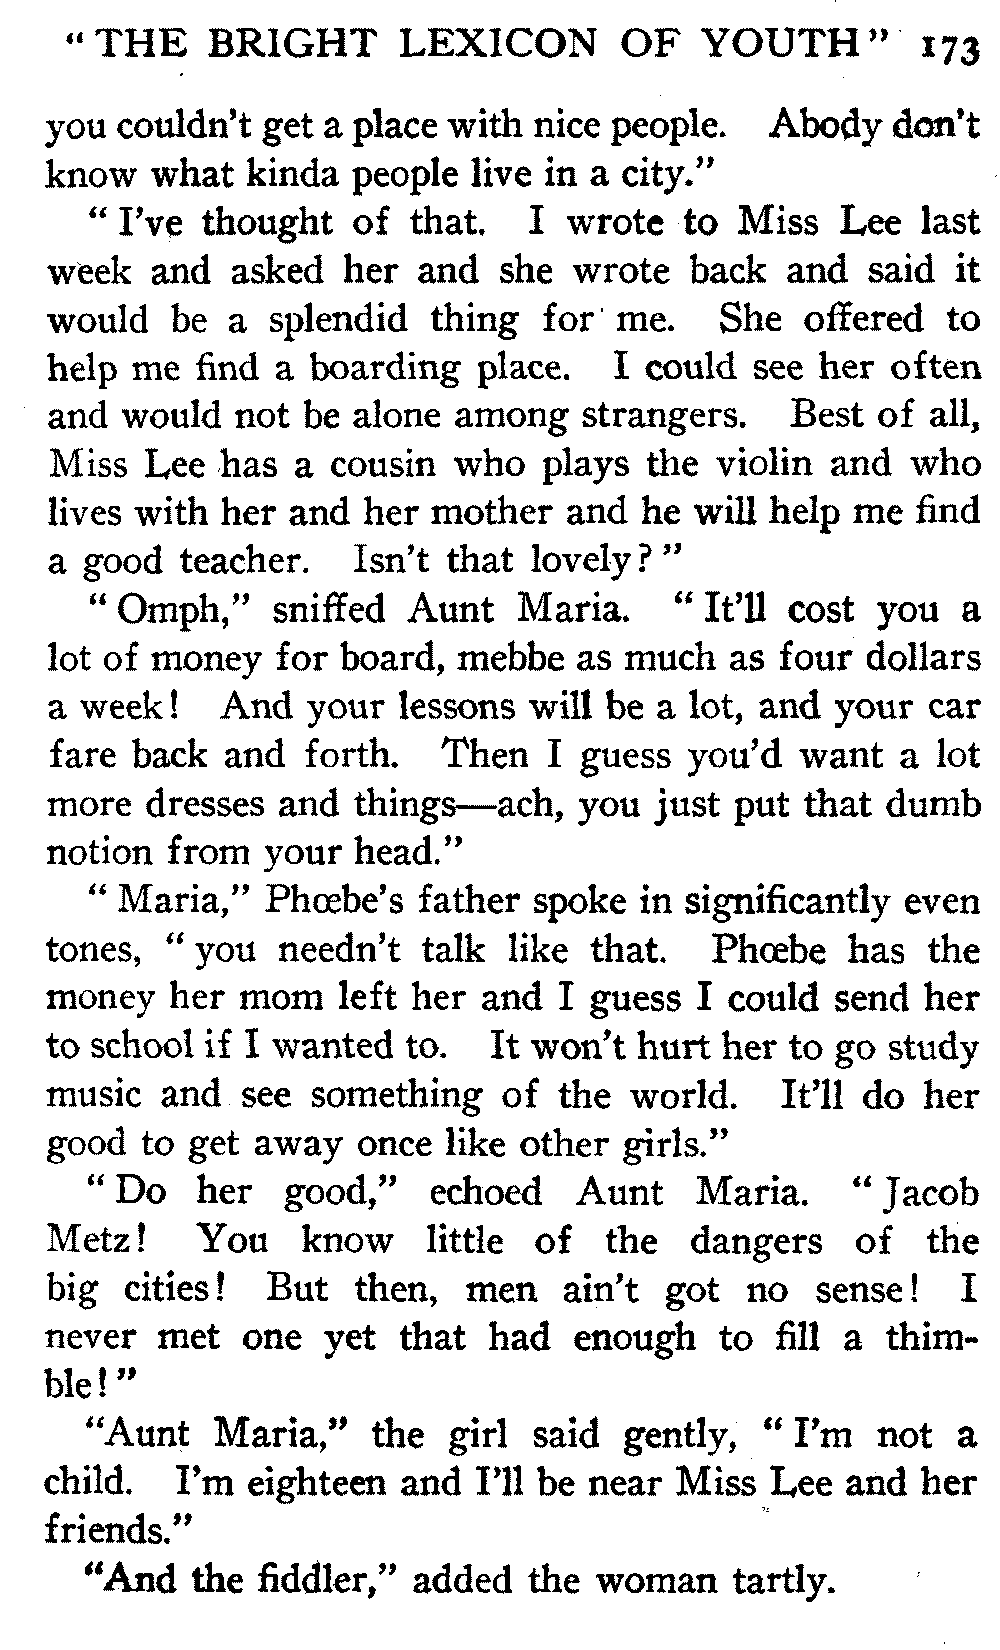 "THE BRIGHT LEXICON OF YOUTH" 173
you couldn't get a place with nice people. Abody don't
know what kinda people live in a city."
"I've thought of that. I wrote to Miss Lee last
week and asked her and she wrote back and said it
would be a splendid thing for me. She offered to
help me find a boarding place. I could see her often
and would not be alone among strangers. Best of all,
Miss Lee has a cousin who plays the violin and who
lives with her and her mother and he will help me find
a good teacher. Isn't that lovely?"
"Omph," sniffed Aunt Maria. "It'll cost you a
lot of money for board, mebbe as much as four dollars
a week! And your lessons will be a lot, and your car
fare back and forth. Then I guess you'd want a lot
more dresses and things—ach, you just put that dumb
notion from your head."
"Maria," Phœbe's father spoke in significantly even
tones, "you needn't talk like that. Phœbe has the
money her mom left her and I guess I could send her
to school if I wanted to. It won't hurt her to go study
music and see something of the world. It'll do her
good to get away once like other girls."
"Do her good," echoed Aunt Maria. "Jacob
Metz! You know little of the dangers of the
big cities! But then, men ain't got no sense! I
never met one yet that had enough to fill a thim-
ble!"
"Aunt Maria," the girl said gently, "I'm not a
child. I'm eighteen and I'll be near Miss Lee and her
friends."
"And the fiddler," added the woman tartly.